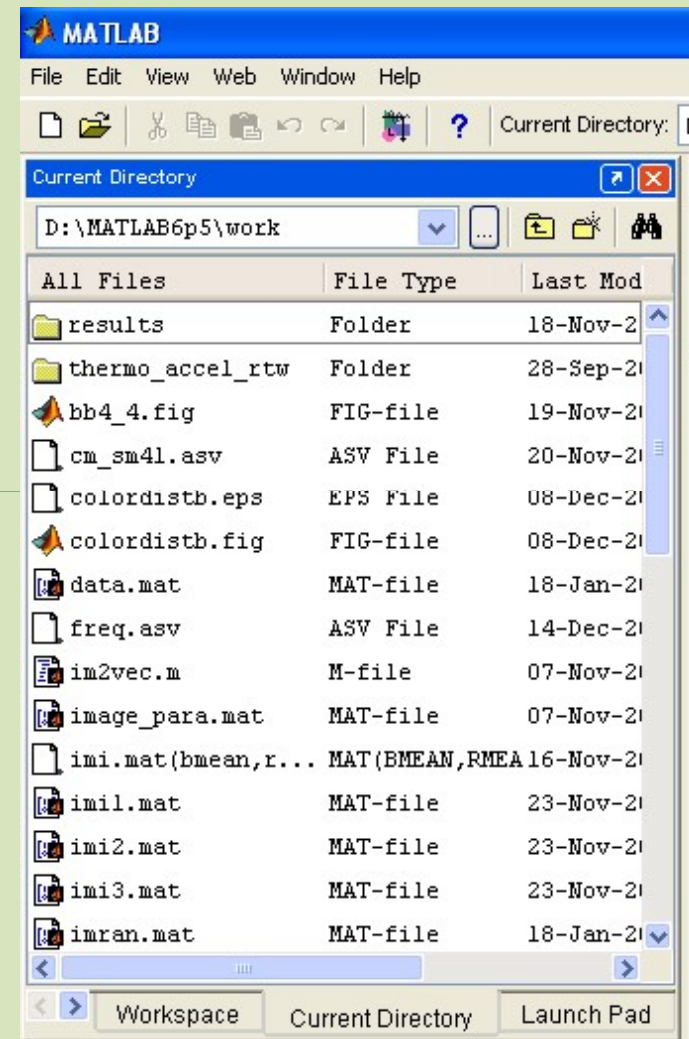 MATLAB
File Edit View Web Window Help
? Current Directory:
Current Directory
D:\MATLAB6p5\work ...
All Files File Type Last Mod
results Folder 18-Nov-2
thermo_accel_rtw Folder 28-Sep-2
bb4_4.fig FIG-file 19-Nov-2
cm_sm41.asv ASV File 20-Nov-2
colordistb.eps EPS File 08-Dec-2
colordistb.fig FIG-file 08-Dec-2
data.mat MAT-file 18-Jan-2
freq.asv ASV File 14-Dec-2
im2vec.m M-file 07-Nov-2
image_para.mat MAT-file 07-Nov-2
imi.mat(bmean,r... MAT(BMEAN,RMEA 16-Nov-2
imi1.mat MAT-file 23-Nov-2
imi2.mat MAT-file 23-Nov-2
imi3.mat MAT-file 23-Nov-2
imran.mat MAT-file 18-Jan-2
Workspace Current Directory Launch Pad